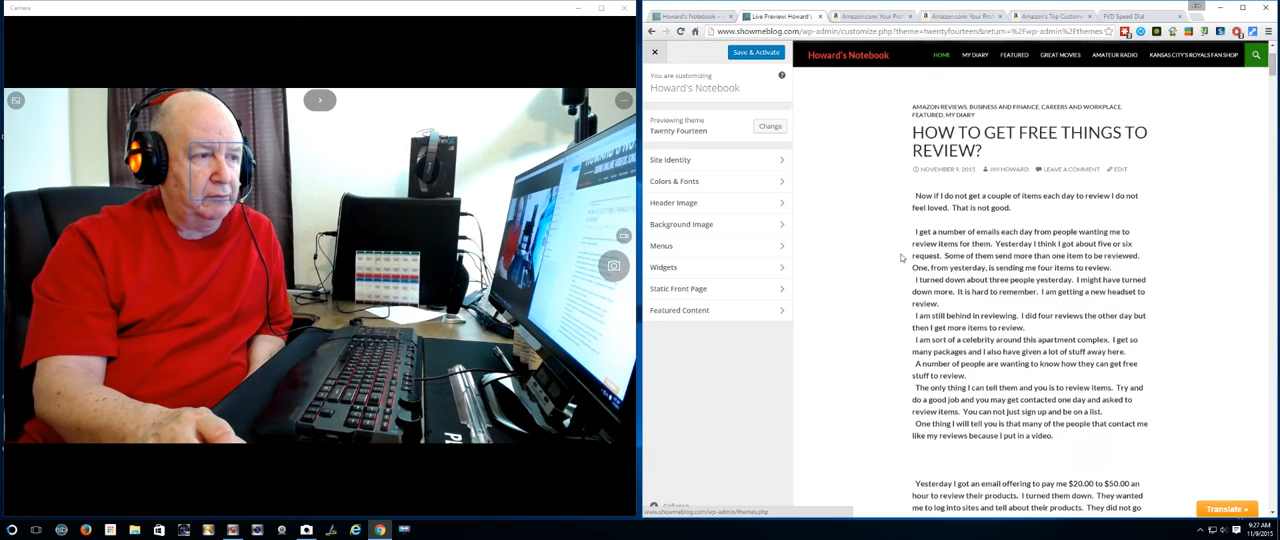 Camera
Howard's Notebook –
Live Preview: Howard's
Amazon.com: Your Prof
Amazon.com: Your Prof
Amazon's Top Custome
FVD Speed Dial
www.showmeblog.com/wp-admin/customize.php?theme=twentyfourteen&return=%2Fwp-admin%2Fthemes
Save & Activate
You are customizing
Howard's Notebook
Previewing theme
Twenty Fourteen
Change
Site Identity
Colors & Fonts
Header Image
Background Image
Menus
Widgets
Static Front Page
Featured Content
Collapse
www.showmeblog.com/wp-admin/themes.php
Howard's Notebook
HOME MY DIARY FEATURED GREAT MOVIES AMATEUR RADIO KANSAS CITY'S ROYALS FAN SHOP
AMAZON REVIEWS, BUSINESS AND FINANCE, CAREERS AND WORKPLACE,
FEATURED, MY DIARY
HOW TO GET FREE THINGS TO
REVIEW?
NOVEMBER 9, 2015 JIM HOWARD LEAVE A COMMENT EDIT
Now if I do not get a couple of items each day to review I do not
feel loved. That is not good.
I get a number of emails each day from people wanting me to
review items for them. Yesterday I think I got about five or six
request. Some of them send more than one item to be reviewed.
One, from yesterday, is sending me four items to review.
I turned down about three people yesterday. I might have turned
down more. It is hard to remember. I am getting a new headset to
review.
I am still behind in reviewing. I did four reviews the other day but
then I get more items to review.
I am sort of a celebrity around this apartment complex. I get so
many packages and I also have given a lot of stuff away here.
A number of people are wanting to know how they can get free
stuff to review.
The only thing I can tell them and you is to review items. Try and
do a good job and you may get contacted one day and asked to
review items. You can not just sign up and be on a list.
One thing I will tell you is that many of the people that contact me
like my reviews because I put in a video.
Yesterday I got an email offering to pay me $20.00 to $50.00 an
hour to review their products. I turned them down. They wanted
me to log into sites and tell about their products. They did not go
Translate »
9:27 AM
11/9/2015